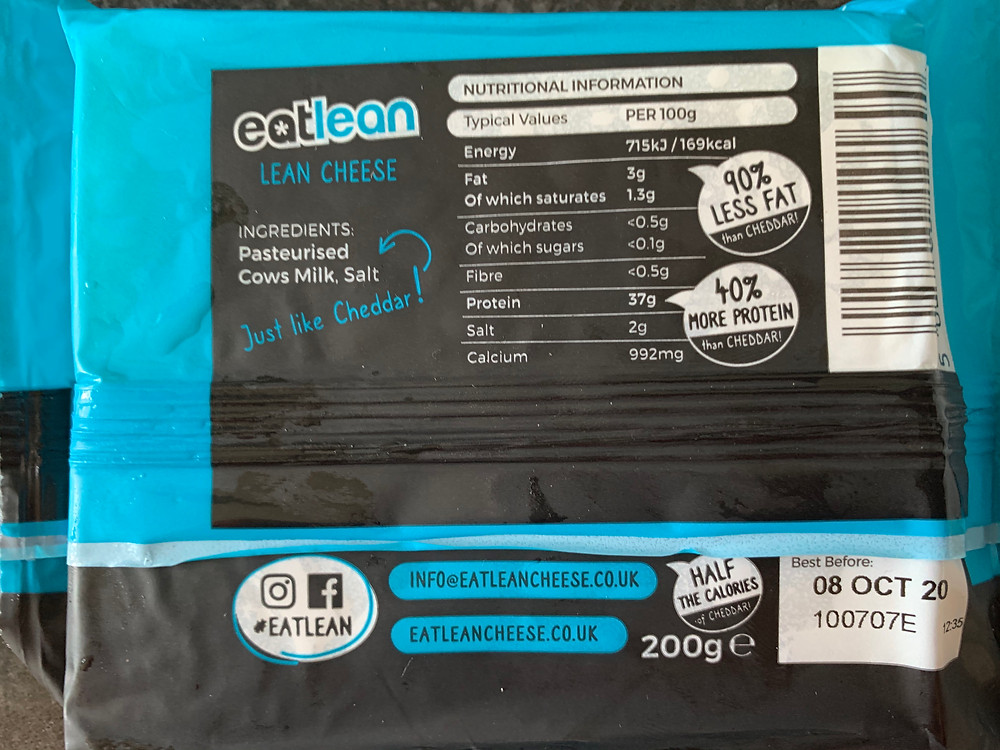 eatlean
LEAN CHEESE
INGREDIENTS:
Pasteurised
Cows Milk, Salt
Just like Cheddar!
NUTRITIONAL INFORMATION
Typical Values PER 100g
Energy 715kJ / 169kcal
Fat 3g
Of which saturates 1.3g
Carbohydrates <0.5g
Of which sugars <0.1g
Fibre <0.5g
Protein 37g
Salt 2g
Calcium 992mg
90%
LESS FAT
than CHEDDAR!
40%
MORE PROTEIN
than CHEDDAR!
5
#EATLEAN
INFO@EATLEANCHEESE.CO.UK
EATLEANCHEESE.CO.UK
HALF
THE CALORIES
of CHEDDAR!
200g e
Best Before:
08 OCT 20
100707E 12:35